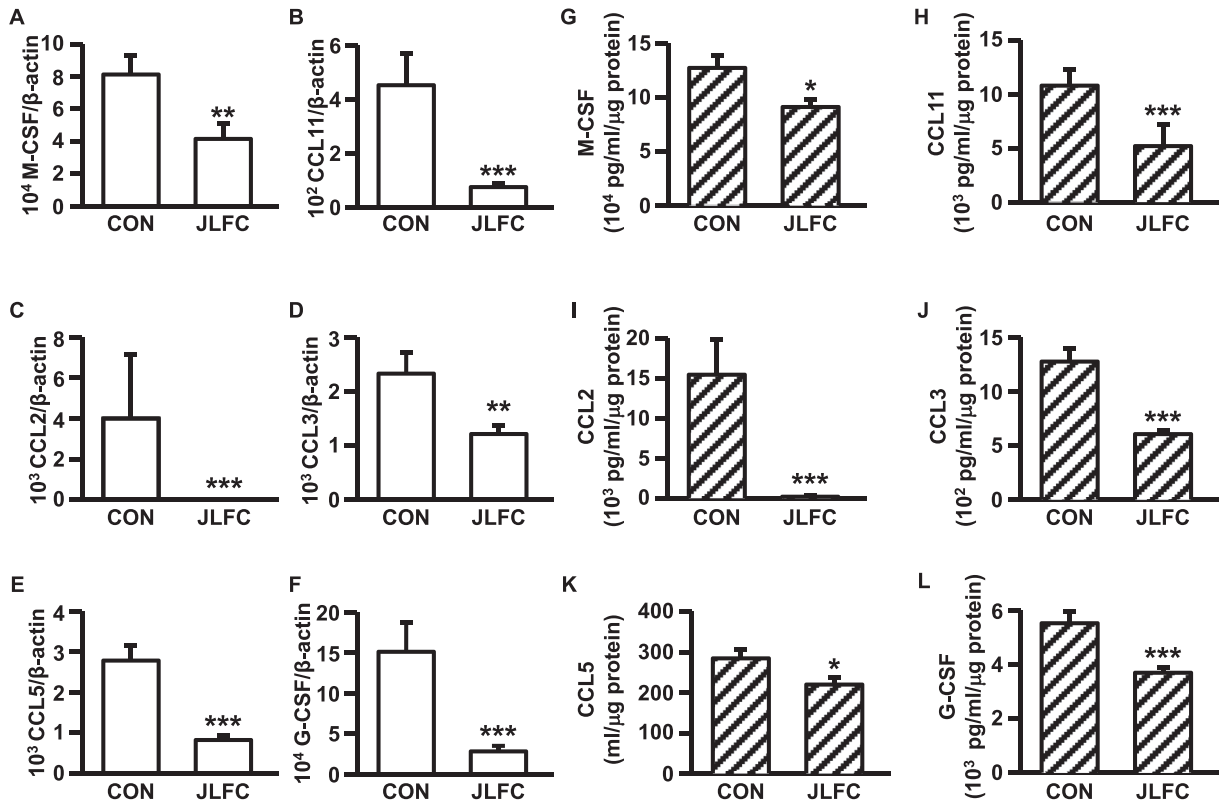 A
10⁴ M-CSF/β-actin
10
8
6
4
2
0
**
CON JLFC
B
10² CCL11/β-actin
6
4
2
0
***
CON JLFC
G
M-CSF
(10⁴ pg/ml/μg protein)
15
10
15
0
*
CON JLFC
H
CCL11
(10³ pg/ml/μg protein)
15
10
5
0
***
CON JLFC
C
10³ CCL2/β-actin
8
6
4
2
0
***
CON JLFC
D
10³ CCL3/β-actin
3
2
1
0
**
CON JLFC
I
CCL2
(10³ pg/ml/μg protein)
20
15
10
5
0
***
CON JLFC
J
CCL3
(10² pg/ml/μg protein)
15
10
5
0
***
CON JLFC
E
10³ CCL5/β-actin
4
3
2
1
0
***
CON JLFC
F
10⁴ G-CSF/β-actin
20
15
10
5
0
***
CON JLFC
K
CCL5
(ml/μg protein)
400
300
200
100
0
*
CON JLFC
L
G-CSF
(10³ pg/ml/μg protein)
6
4
2
0
***
CON JLFC